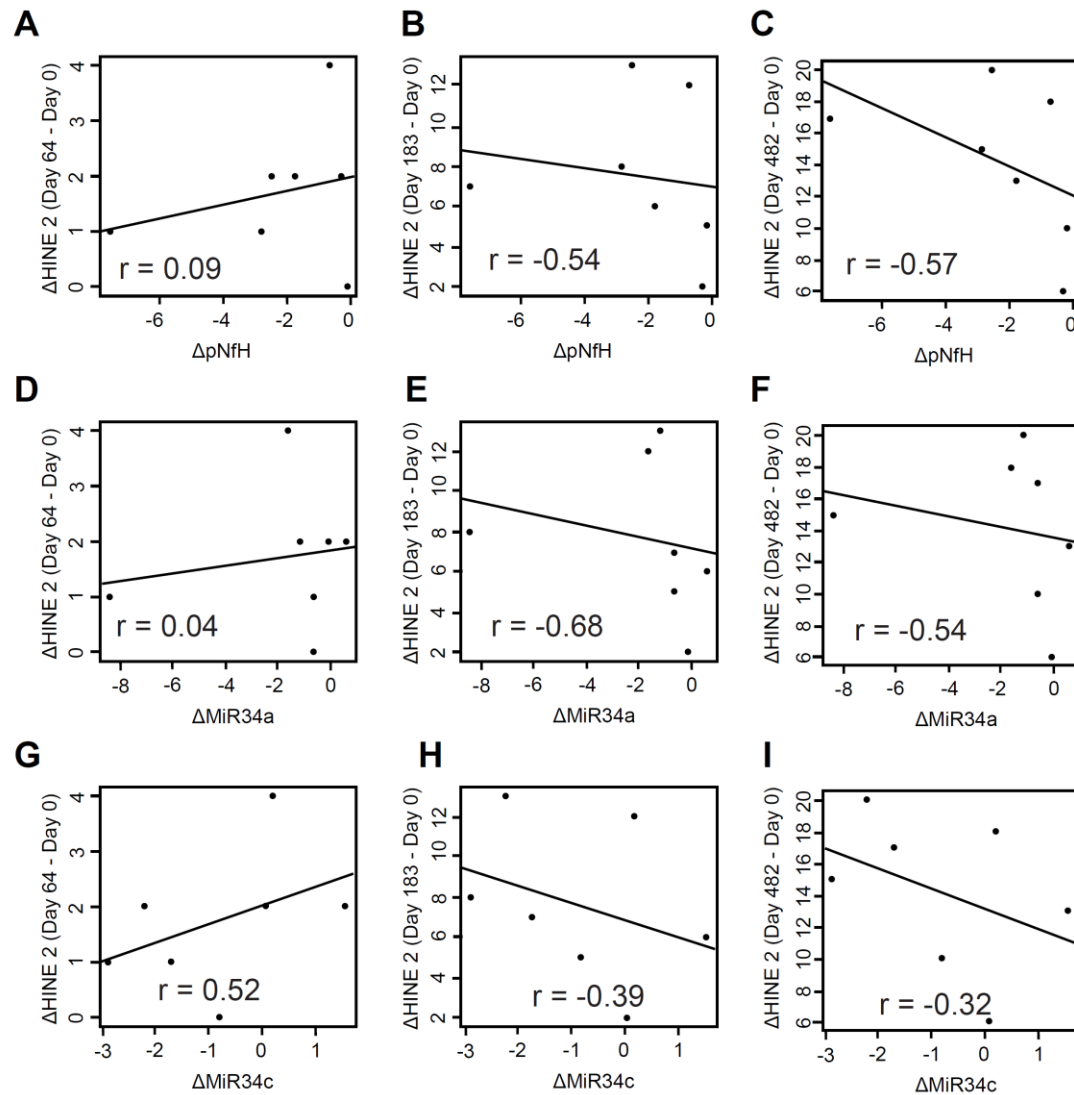 A
ΔHINE 2 (Day 64 - Day 0)
4
3
2
1
0
r = 0.09
-6 -4 -2 0
ΔpNfH
B
ΔHINE 2 (Day 183 - Day 0)
12
10
8
6
4
2
r = -0.54
-6 -4 -2 0
ΔpNfH
C
ΔHINE 2 (Day 482 - Day 0)
20
18
16
14
12
10
8
6
r = -0.57
-6 -4 -2 0
ΔpNfH
D
ΔHINE 2 (Day 64 - Day 0)
4
3
2
1
0
r = 0.04
-8 -6 -4 -2 0
ΔMiR34a
E
ΔHINE 2 (Day 183 - Day 0)
12
10
8
6
4
2
r = -0.68
-8 -6 -4 -2 0
ΔMiR34a
F
ΔHINE 2 (Day 482 - Day 0)
20
18
16
14
12
10
8
6
r = -0.54
-8 -6 -4 -2 0
ΔMiR34a
G
ΔHINE 2 (Day 64 - Day 0)
4
3
2
1
0
r = 0.52
-3 -2 -1 0 1
ΔMiR34c
H
ΔHINE 2 (Day 183 - Day 0)
12
10
8
6
4
2
r = -0.39
-3 -2 -1 0 1
ΔMiR34c
I
ΔHINE 2 (Day 482 - Day 0)
20
18
16
14
12
10
8
6
r = -0.32
-3 -2 -1 0 1
ΔMiR34c